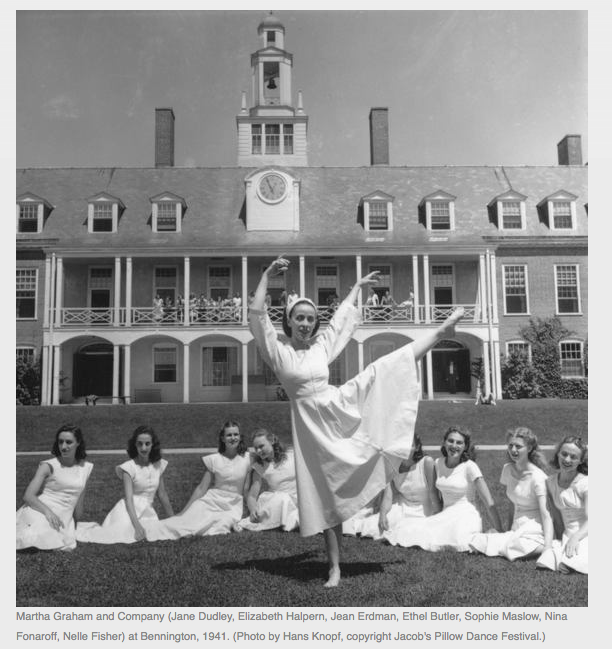 Martha Graham and Company (Jane Dudley, Elizabeth Halpern, Jean Erdman, Ethel Butler, Sophie Maslow, Nina
Fonaroff, Nelle Fisher) at Bennington, 1941. (Photo by Hans Knopf, copyright Jacob's Pillow Dance Festival.)